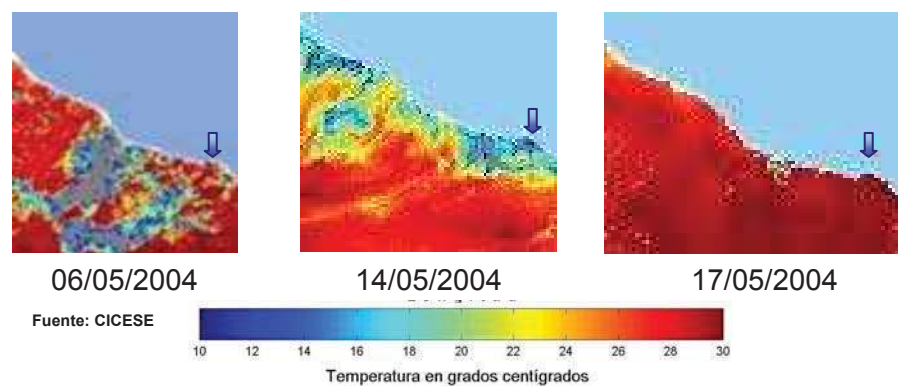 06/05/2004
14/05/2004
17/05/2004
Fuente: CICESE
10 12 14 16 18 20 22 24 26 28 30
Temperatura en grados centígrados